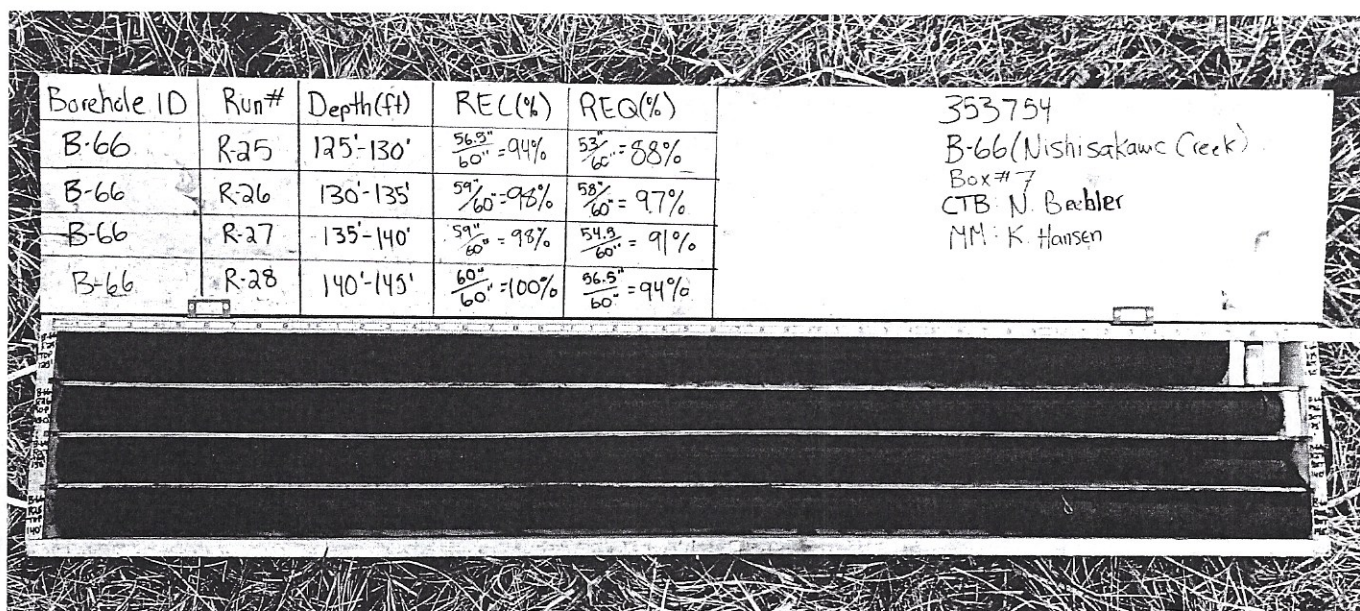 Borehole ID Run# Depth(ft) REC(%) REQ(%)
B-66 R-25 125'-130' 56.5"/60" =94% 53"/60" =88%
B-66 R-26 130'-135' 59"/60" =98% 58"/60" = 97%
B-66 R-27 135'-140' 59"/60" =98% 54.5/60" = 91%
B-66 R-28 140'-145' 60"/60" =100% 56.5"/60" = 94%
353754
B-66 (Nishisakawc Creek)
Box #7
CTB: N.
MM: K. Hansen